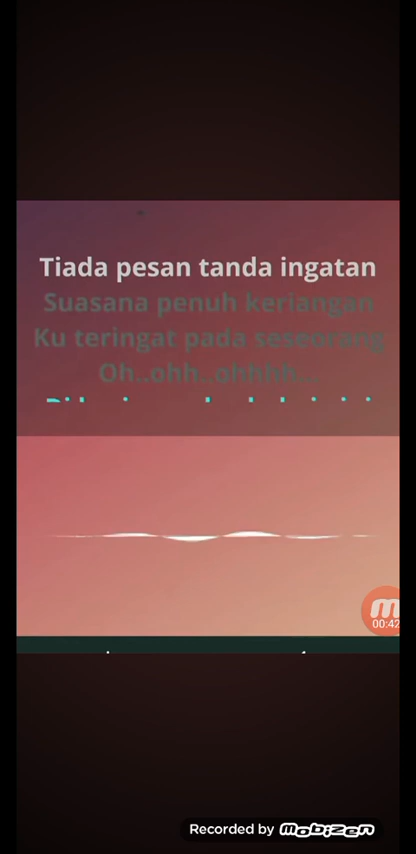 Tiada pesan tanda ingatan
Suasana penuh keriangan
Ku teringat pada seseorang
Oh..ohh..ohhhh...
00:42
Recorded by mobizen